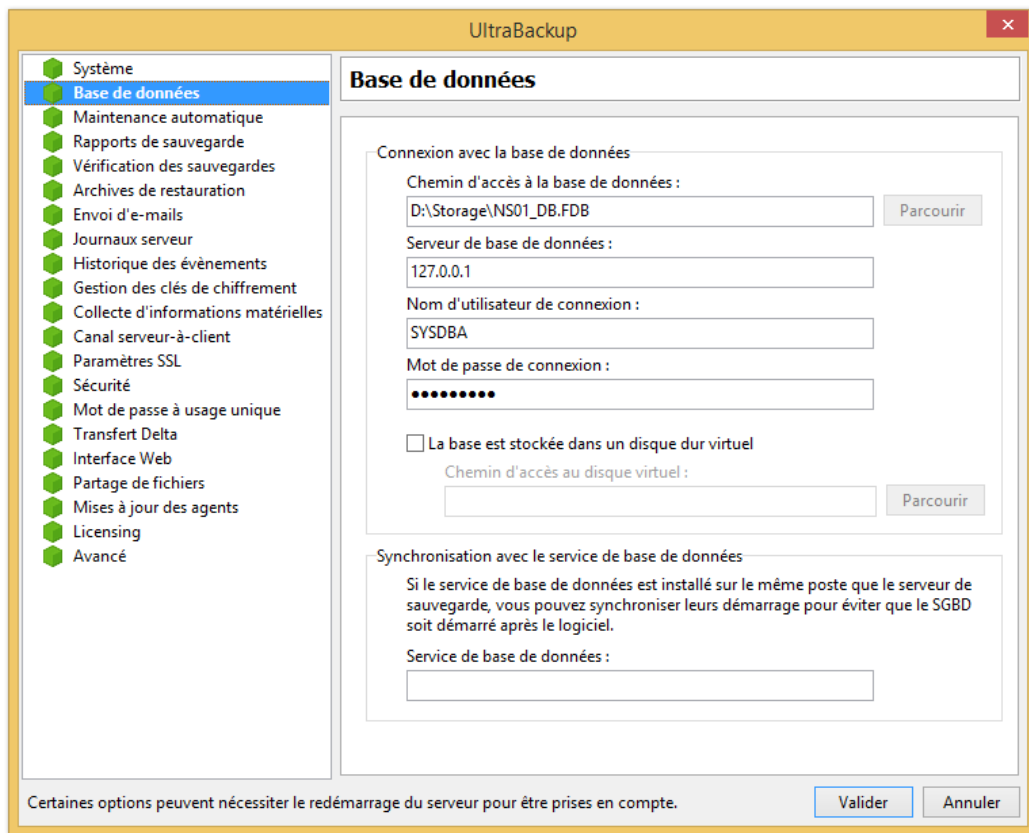 UltraBackup
Système
Base de données
Maintenance automatique
Rapports de sauvegarde
Vérification des sauvegardes
Archives de restauration
Envoi d'e-mails
Journaux serveur
Historique des évènements
Gestion des clés de chiffrement
Collecte d'informations matérielles
Canal serveur-à-client
Paramètres SSL
Sécurité
Mot de passe à usage unique
Transfert Delta
Interface Web
Partage de fichiers
Mises à jour des agents
Licensing
Avancé
Base de données
Connexion avec la base de données
Chemin d'accès à la base de données :
D:\Storage\NS01_DB.FDB
Parcourir
Serveur de base de données :
127.0.0.1
Nom d'utilisateur de connexion :
SYSDBA
Mot de passe de connexion :
●●●●●●●●●
La base est stockée dans un disque dur virtuel
Chemin d'accès au disque virtuel :
Parcourir
Synchronisation avec le service de base de données
Si le service de base de données est installé sur le même poste que le serveur de
sauvegarde, vous pouvez synchroniser leurs démarrage pour éviter que le SGBD
soit démarré après le logiciel.
Service de base de données :
Certaines options peuvent nécessiter le redémarrage du serveur pour être prises en compte.
Valider
Annuler